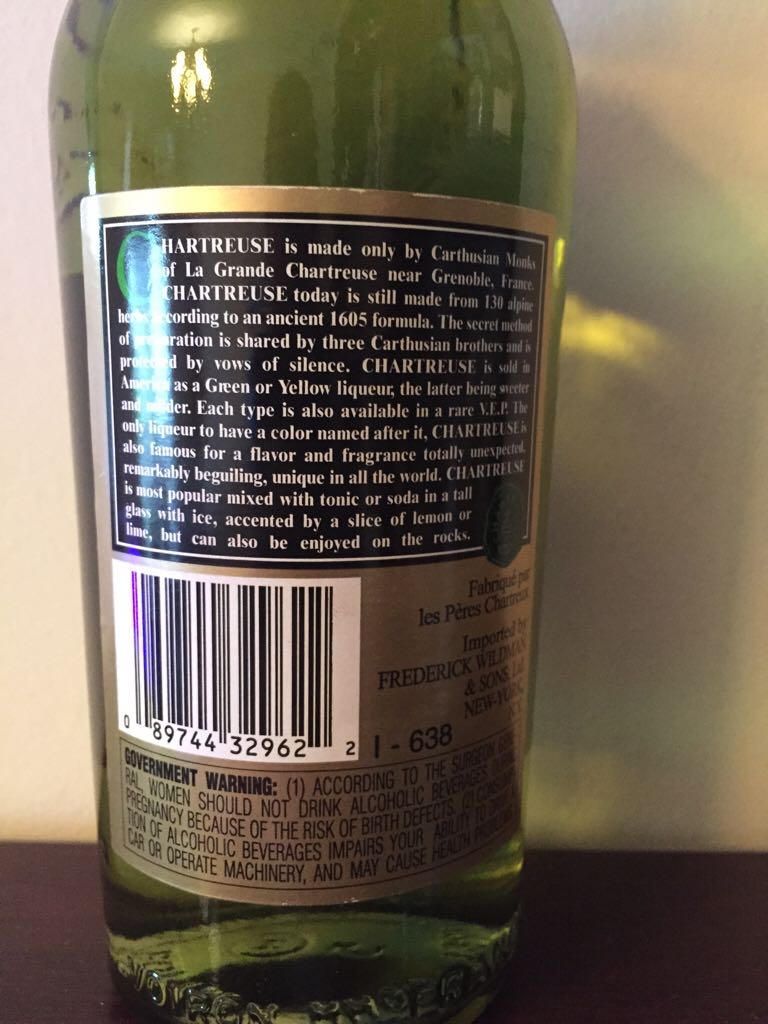 CHARTREUSE is made only by Carthusian Monks
of La Grande Chartreuse near Grenoble, France.
CHARTREUSE today is still made from 130 alpine
herbs according to an ancient 1605 formula. The secret method
of preparation is shared by three Carthusian brothers and is
protected by vows of silence. CHARTREUSE is sold in
America as a Green or Yellow liqueur, the latter being sweeter
and milder. Each type is also available in a rare V.E.P. The
only liqueur to have a color named after it, CHARTREUSE is
also famous for a flavor and fragrance totally unexpected,
remarkably beguiling, unique in all the world. CHARTREUSE
is most popular mixed with tonic or soda in a tall
glass with ice, accented by a slice of lemon or
lime, but can also be enjoyed on the rocks.
Fabriqué par
les Pères Chartreux
Imported by
FREDERICK WILDMAN
& SONS, Ltd
NEW-YORK,
0 89744 32962 2
I - 638
GOVERNMENT WARNING: (1) ACCORDING TO THE SURGEON GENE
RAL, WOMEN SHOULD NOT DRINK ALCOHOLIC BEVERAGES DURING
PREGNANCY BECAUSE OF THE RISK OF BIRTH DEFECTS. (2) CONSUMP
TION OF ALCOHOLIC BEVERAGES IMPAIRS YOUR ABILITY TO DRIVE A
CAR OR OPERATE MACHINERY, AND MAY CAUSE HEALTH PROBLEMS.
VOIRON